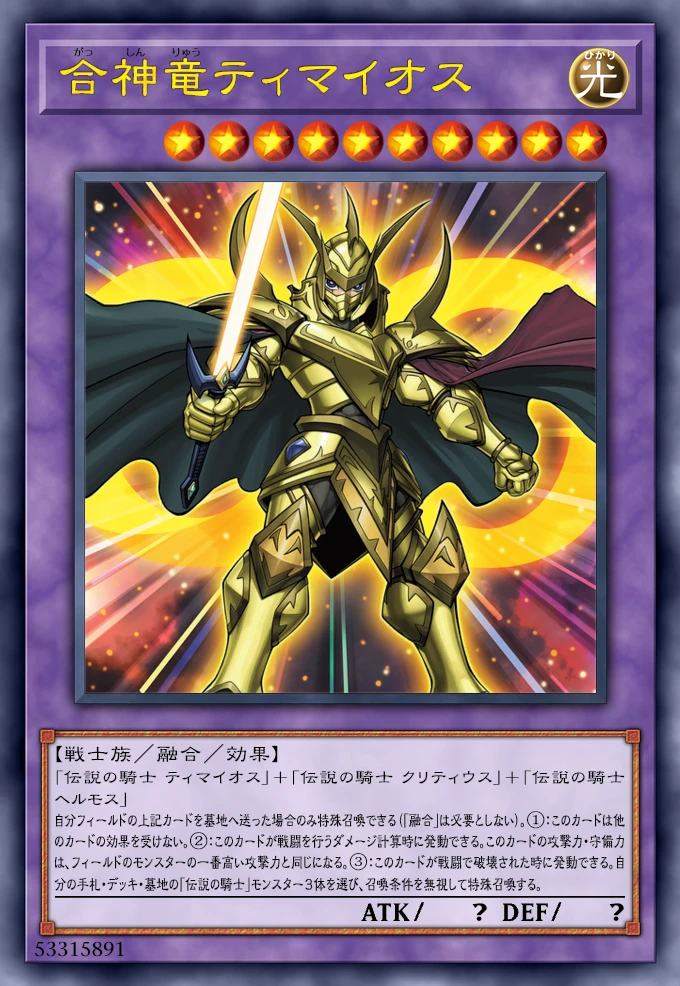 がっ しん りゅう
合神竜ティマイオス
ひかり
光
【戦士族／融合／効果】
「伝説の騎士 ティマイオス」＋「伝説の騎士 クリティウス」＋「伝説の騎士
ヘルモス」
自分フィールドの上記カードを墓地へ送った場合のみ特殊召喚できる(「融合」は必要としない)。①：このカードは他
のカードの効果を受けない。②：このカードが戦闘を行うダメージ計算時に発動できる。このカードの攻撃力・守備力
は、フィールドのモンスターの一番高い攻撃力と同じになる。③：このカードが戦闘で破壊された時に発動できる。自
分の手札・デッキ・墓地の「伝説の騎士」モンスター３体を選び、召喚条件を無視して特殊召喚する。
ATK/ ? DEF/ ?
53315891